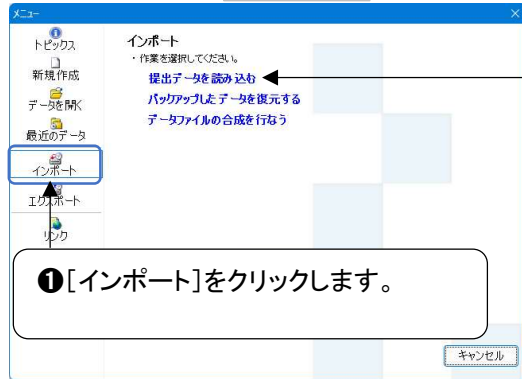 メニュー
トピックス
新規作成
データを開く
最近のデータ
インポート
エクスポート
リンク
インポート
・作業を選択してください。
提出データを読み込む
バックアップしたデータを復元する
データファイルの合成を行なう
❶[インポート]をクリックします。
キャンセル